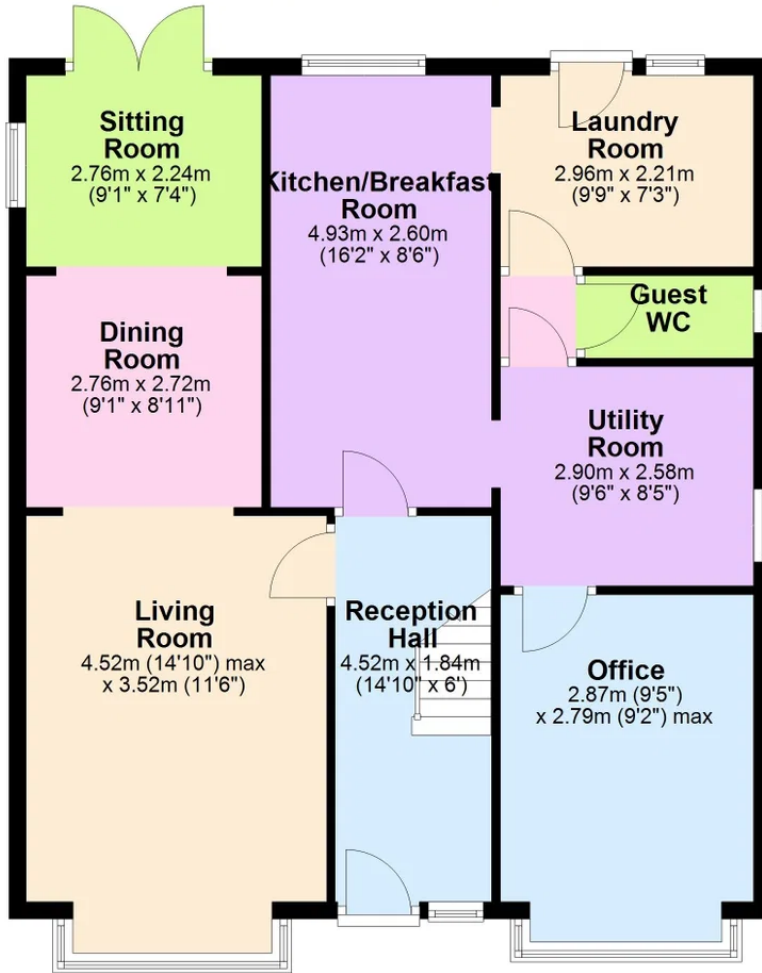 Sitting
Room
2.76m x 2.24m
(9'1" x 7'4")
Kitchen/Breakfast
Room
4.93m x 2.60m
(16'2" x 8'6")
Laundry
Room
2.96m x 2.21m
(9'9" x 7'3")
Guest
WC
Dining
Room
2.76m x 2.72m
(9'1" x 8'11")
Utility
Room
2.90m x 2.58m
(9'6" x 8'5")
Living
Room
4.52m (14'10") max
x 3.52m (11'6")
Reception
Hall
4.52m x 1.84m
(14'10" x 6')
Office
2.87m (9'5")
x 2.79m (9'2") max